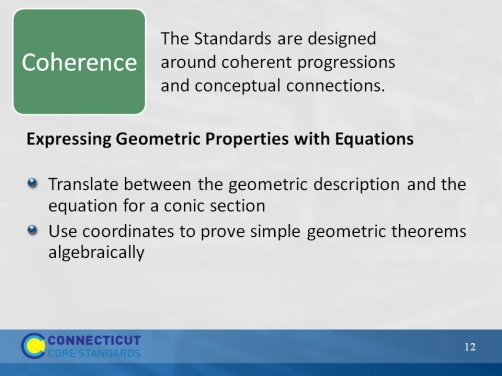 Coherence
The Standards are designed
around coherent progressions
and conceptual connections.
Expressing Geometric Properties with Equations
Translate between the geometric description and the
equation for a conic section
Use coordinates to prove simple geometric theorems
algebraically
CONNECTICUT
CORE STANDARDS
12